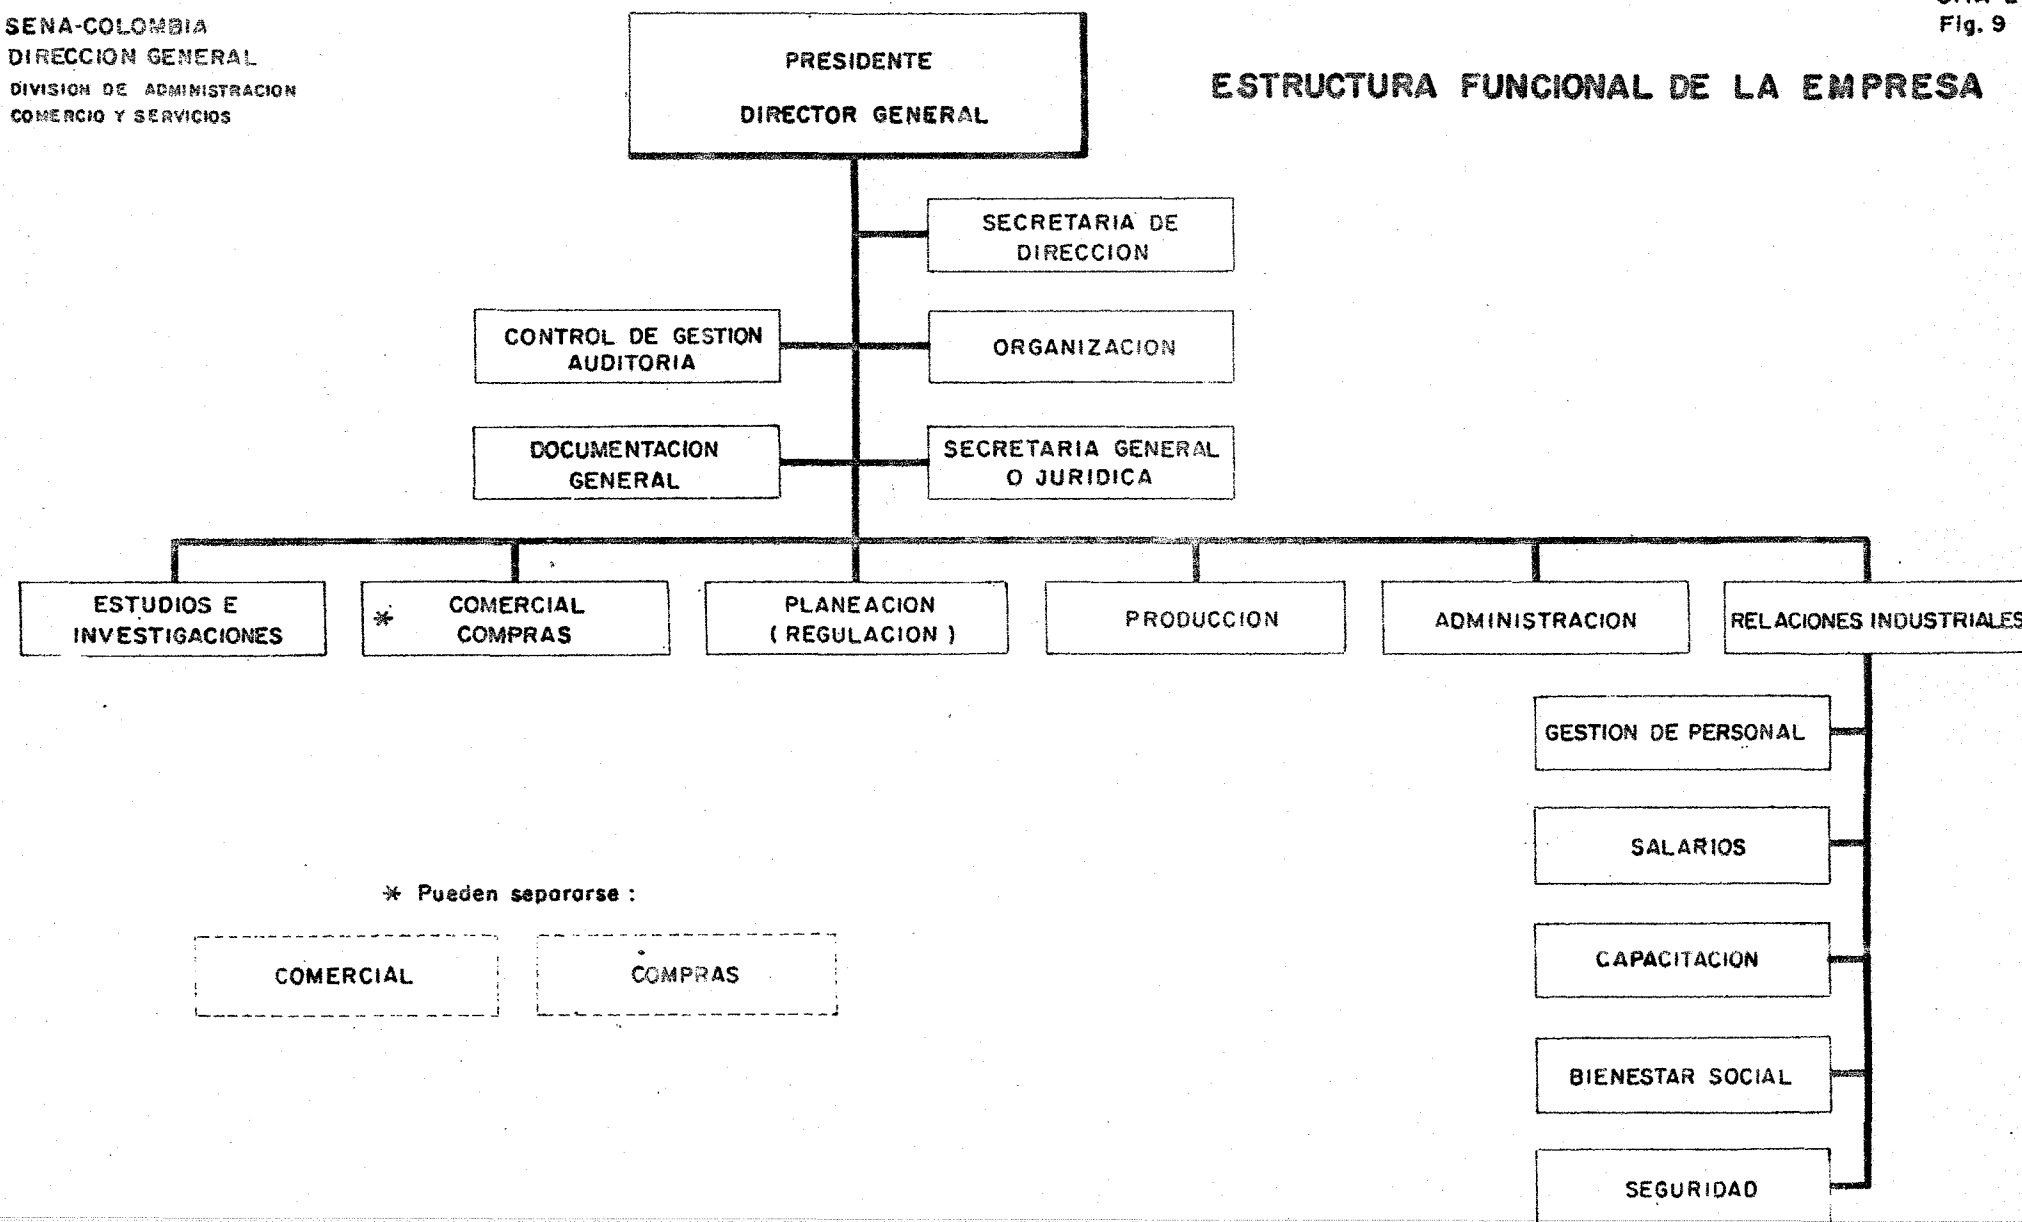 SENA-COLOMBIA
DIRECCION GENERAL
DIVISION DE ADMINISTRACION
COMERCIO Y SERVICIOS
Fig. 9
ESTRUCTURA FUNCIONAL DE LA EMPRESA
PRESIDENTE
DIRECTOR GENERAL
SECRETARIA DE
DIRECCION
CONTROL DE GESTION
AUDITORIA
ORGANIZACION
DOCUMENTACION
GENERAL
SECRETARIA GENERAL
O JURIDICA
ESTUDIOS E
INVESTIGACIONES
* COMERCIAL
COMPRAS
PLANEACION
( REGULACION )
PRODUCCION
ADMINISTRACION
RELACIONES INDUSTRIALES
GESTION DE PERSONAL
SALARIOS
CAPACITACION
BIENESTAR SOCIAL
SEGURIDAD
* Pueden separarse :
COMERCIAL
COMPRAS